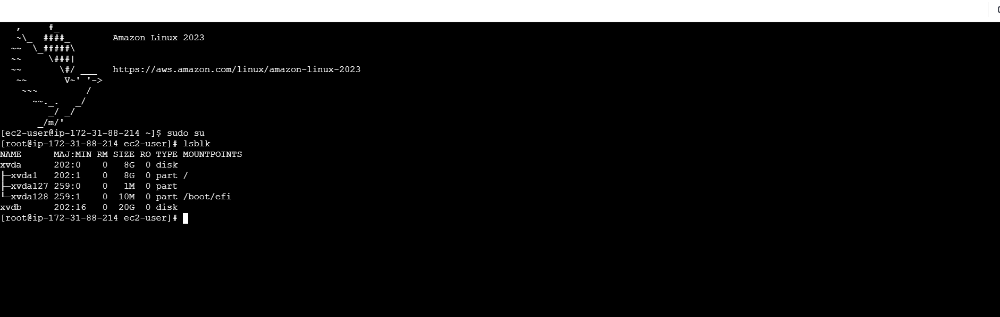 ,     #_
   ~\_  ####_        Amazon Linux 2023
  ~~  \_#####\
  ~~     \###|
  ~~       \#/ ___   https://aws.amazon.com/linux/amazon-linux-2023
   ~~       V~' '->
    ~~~         /
      ~~._.   _/
         _/ _/
       _/m/'
[ec2-user@ip-172-31-88-214 ~]$ sudo su
[root@ip-172-31-88-214 ec2-user]# lsblk
NAME      MAJ:MIN RM SIZE RO TYPE MOUNTPOINTS
xvda      202:0    0   8G  0 disk
├─xvda1   202:1    0   8G  0 part /
├─xvda127 259:0    0   1M  0 part
└─xvda128 259:1    0  10M  0 part /boot/efi
xvdb      202:16   0  20G  0 disk
[root@ip-172-31-88-214 ec2-user]#